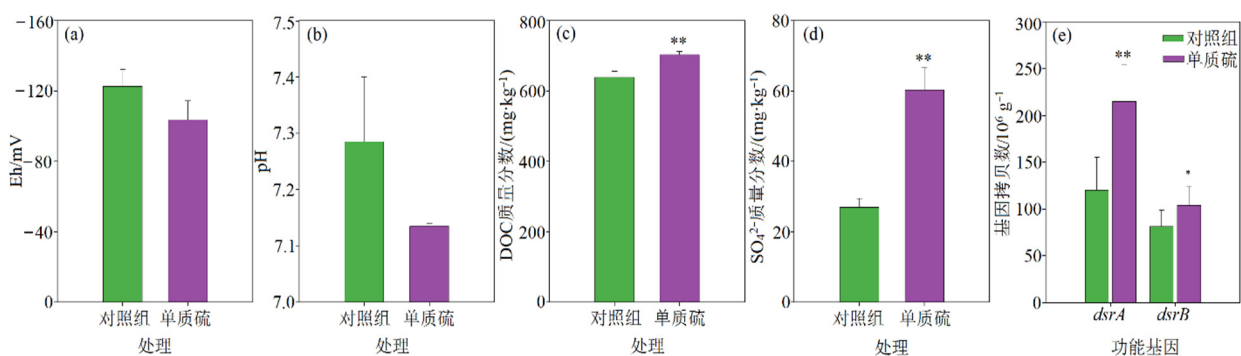 (a)
−160
−120
−80
−40
0
Eh/mV
对照组 单质硫
处理
(b)
7.5
7.4
7.3
7.2
7.1
7.0
pH
对照组 单质硫
处理
(c)
800
600
400
200
0
DOC质量分数/(mg·kg⁻¹)
**
对照组 单质硫
处理
(d)
80
60
40
20
0
SO₄²⁻质量分数/(mg·kg⁻¹)
**
对照组 单质硫
处理
(e)
对照组
单质硫
300
250
200
150
100
50
0
基因拷贝数/10⁶ g⁻¹
**
*
dsrA dsrB
功能基因